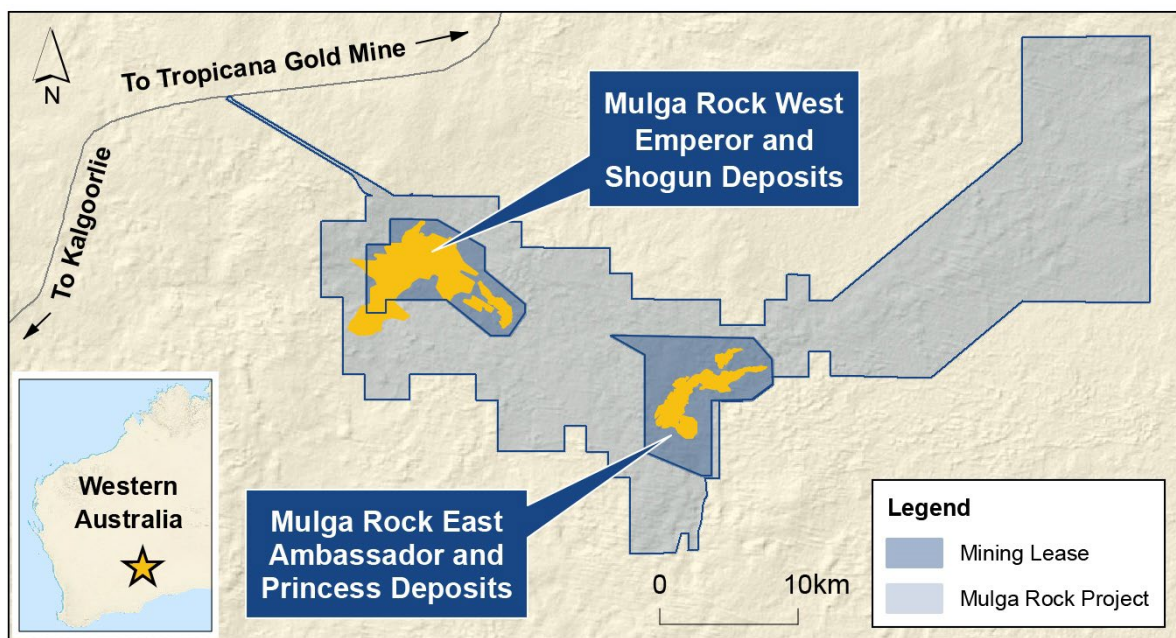 To Tropicana Gold Mine
N
To Kalgoorlie
Mulga Rock West
Emperor and
Shogun Deposits
Mulga Rock East
Ambassador and
Princess Deposits
Western
Australia
0 10km
Legend
Mining Lease
Mulga Rock Project